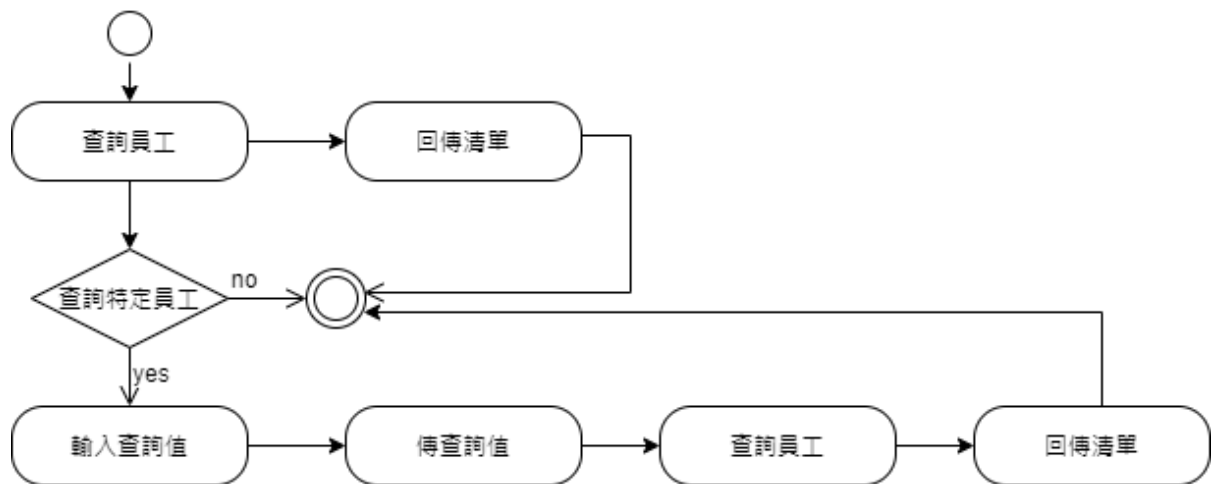 查詢員工
回傳清單
查詢特定員工
no
yes
輸入查詢值
傳查詢值
查詢員工
回傳清單